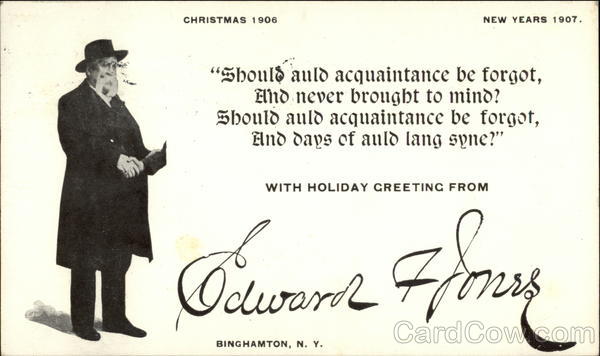 CHRISTMAS 1906
NEW YEARS 1907.
"Should auld acquaintance be forgot,
And never brought to mind?
Should auld acquaintance be forgot,
And days of auld lang syne?"
WITH HOLIDAY GREETING FROM
Edward F Jones
BINGHAMTON, N. Y.
CardCow.com